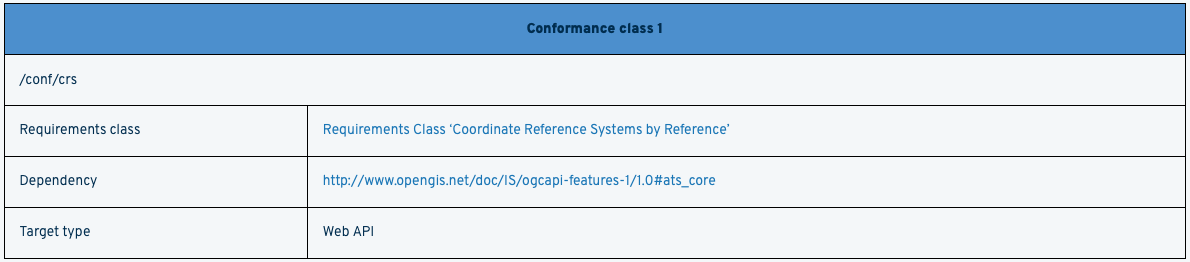 Conformance class 1
/conf/crs
Requirements class
Requirements Class ‘Coordinate Reference Systems by Reference’
Dependency
http://www.opengis.net/doc/IS/ogcapi-features-1/1.0#ats_core
Target type
Web API